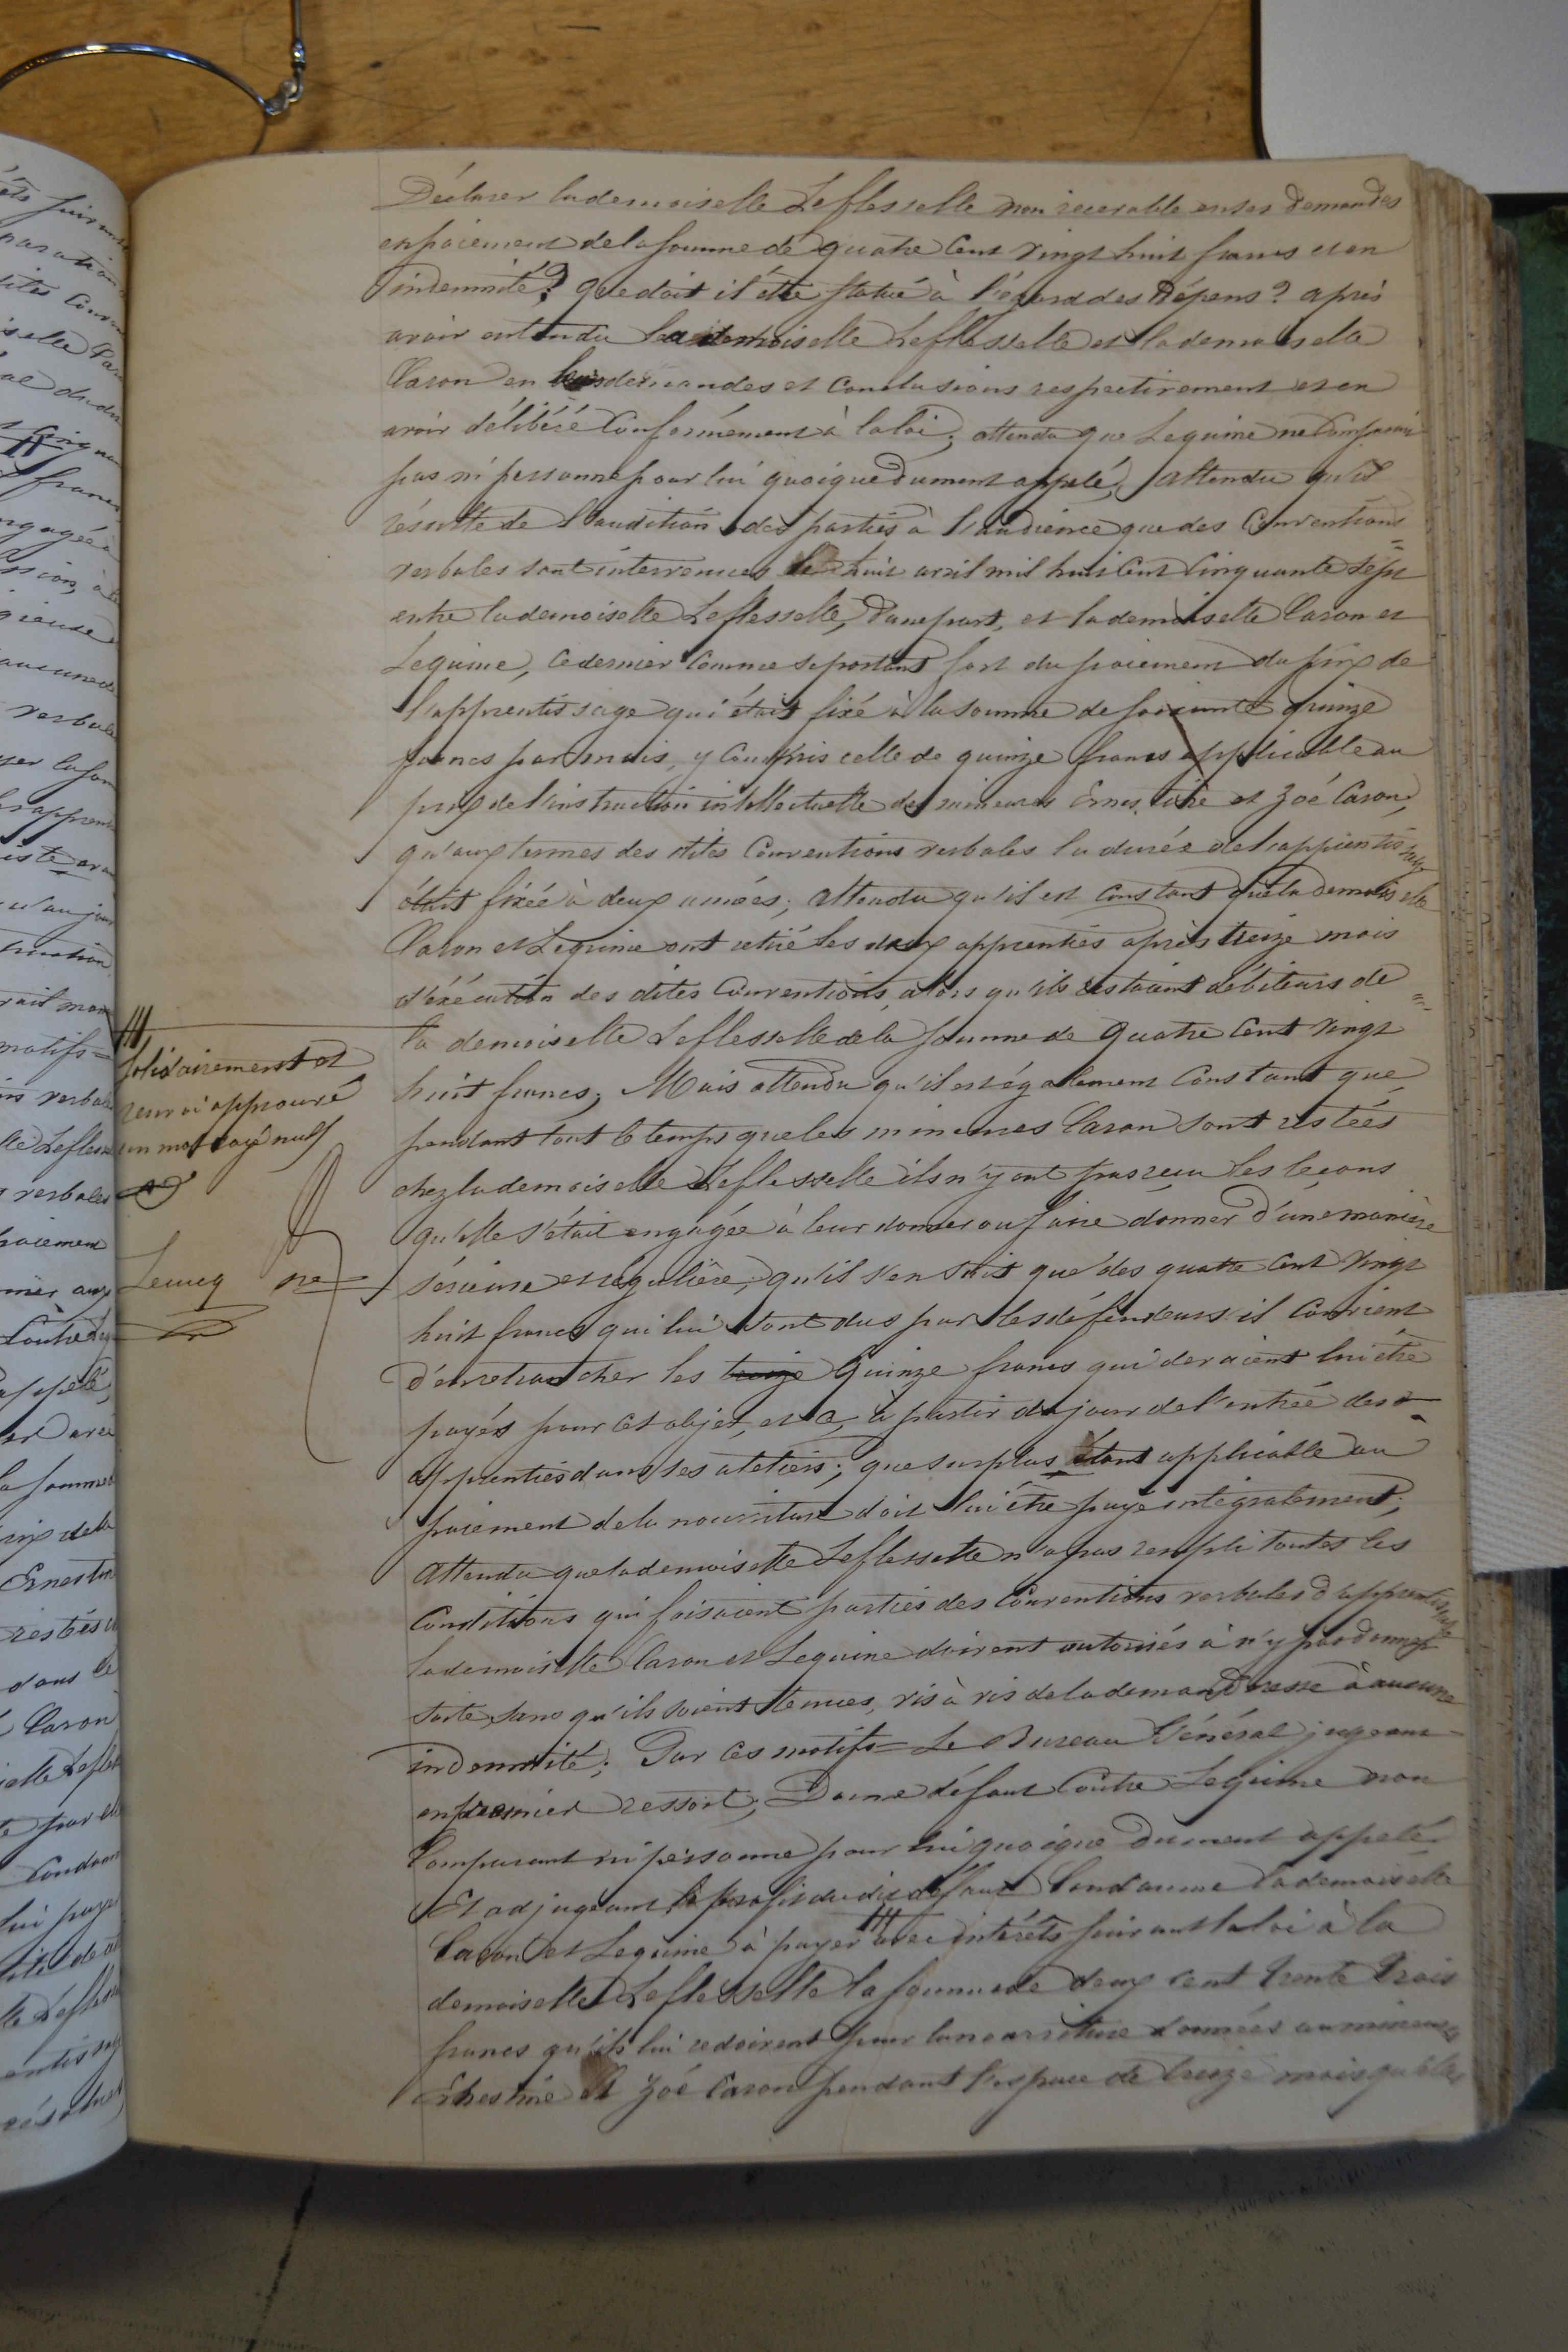 Déclarer la demoiselle Leflesselle non recevable en ses demandes
en paiement de la somme de quatre cent vingt huit francs et en
indemnité? Que doit il être statué à l'égard des dépens? après
avoir entendu la demoiselle Leflesselle et la demoiselle
Caron en leurs demandes et conclusions respectivement et en
avoir délibéré conformément à la loi; attendu que Lequine ne comparait
pas ni personne pour lui quoique dument appelé; attendu qu'il
résulte de l'audition des parties à l'audience que des conventions
verbales sont intervenues le huit avril mil huit cent cinquante sept
entre la demoiselle Leflesselle, d'une part, et la demoiselle Caron et
Lequine, ce dernier comme se portant fort du paiement du prix de
l'apprentissage qui était fixé à la somme de soixante quinze
francs par mois, y compris celle de quinze francs applicable au
prix de l'instruction intellectuelle des mineures Ernestine et Zoé Caron,
qu'aux termes des dites conventions verbales la durée de l'apprentissage
était fixée à deux années; attendu qu'il est constant que la demoiselle
Caron et Lequine ont retiré les deux apprenties après treize mois
d'exécution des dites conventions, alors qu'ils restaient débiteurs de
la demoiselle Leflesselle de la somme de quatre cent vingt
huit francs; Mais attendu qu'il est également constant que
pendant tout le temps que les mineures Caron sont restées
chez la demoiselle Leflesselle ils n'y ont pas reçu les leçons
qu'elle s'était engagée à leur donner ou faire donner d'une manière
sérieuse et régulière; qu'il s'en suit que des quatre cent vingt
huit francs qui lui sont dus par les défendeurs il convient
d'en retrancher les treize quinze francs qui devraient lui être
payés pour cet objet, et ce, à partir du jour de l'entrée des
apprenties dans ses ateliers; que surplus étant applicable au
paiement de la nourriture doit lui être payé intégralement;
attendu que la demoiselle Leflesselle n'a pas rempli toutes les
conditions qui faisaient parties des conventions verbales d'apprentissage
la demoiselle Caron et Lequine doivent autorisés à n'y pas donner
suite, sans qu'ils soient tenues, vis à vis de la demanderesse à aucune
indemnité; Par ces motifs = Le Bureau Général jugeant
en premier ressort; Donne défaut contre Lequine non
comparant ni personne pour lui quoique dument appelé
Et adjugeant le profit du dit défaut Condamne la demoiselle
Caron et Lequine à payer /// avec intérêts suivant la loi à la
demoiselle Leflesselle la somme de deux cent trente trois
francs qu'ils lui redoivent pour la nourriture données au mineures
Ernestine et Zoé Caron pendant l'espace de treize mois qu'elles
///
solidairement et
renvoi approuvé
un mot rayé nul
Lecucq